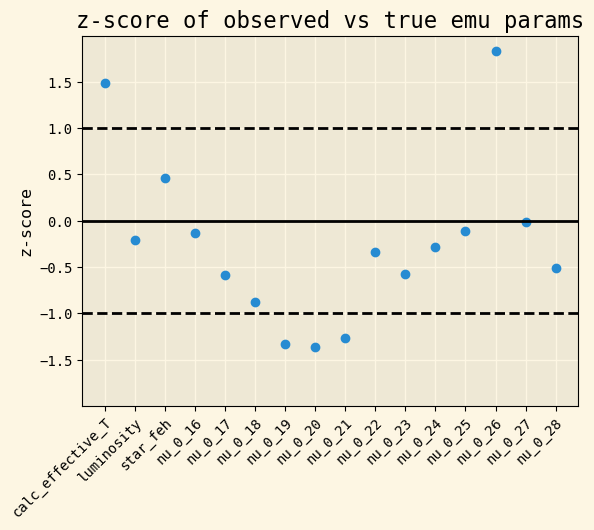 z-score of observed vs true emu params
z-score
1.5
1.0
0.5
0.0
−0.5
−1.0
−1.5
calc_effective_T
luminosity
star_feh
nu_0_16
nu_0_17
nu_0_18
nu_0_19
nu_0_20
nu_0_21
nu_0_22
nu_0_23
nu_0_24
nu_0_25
nu_0_26
nu_0_27
nu_0_28